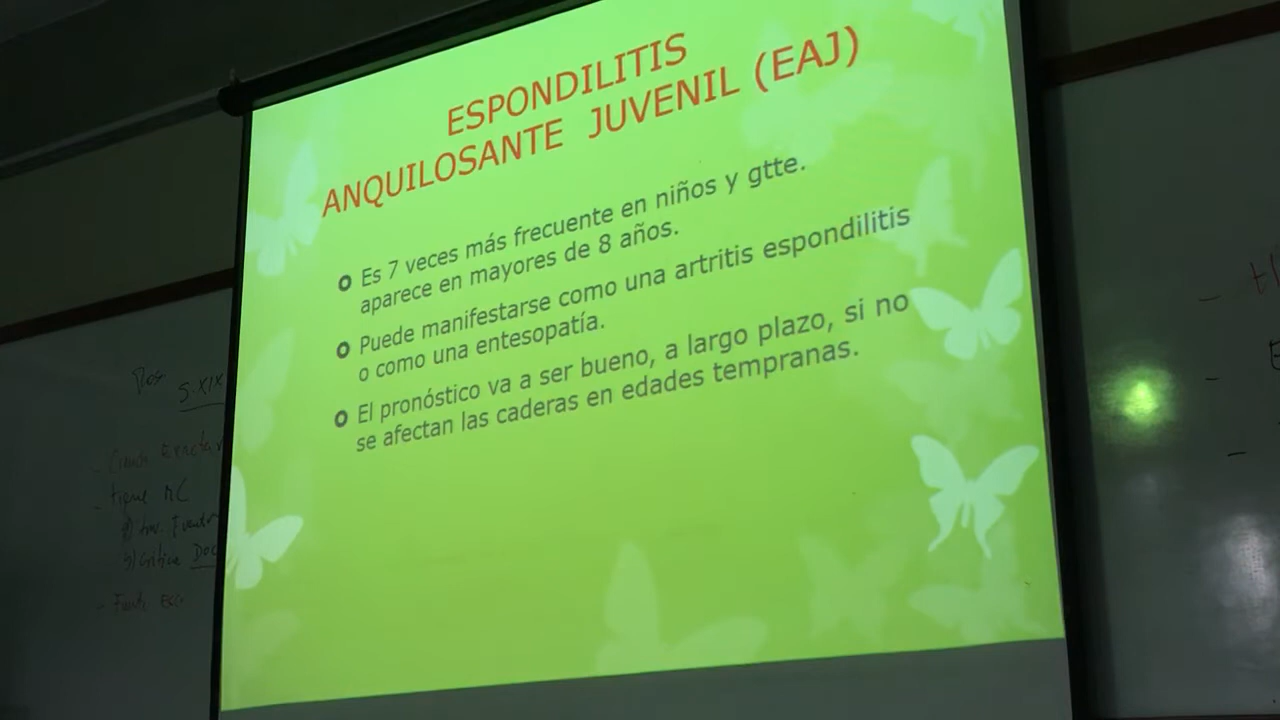 ESPONDILITIS
ANQUILOSANTE JUVENIL (EAJ)
Es 7 veces más frecuente en niños y gtte.
aparece en mayores de 8 años.
Puede manifestarse como una artritis espondilitis
o como una entesopatía.
El pronóstico va a ser bueno, a largo plazo, si no
se afectan las caderas en edades tempranas.
S. XIX